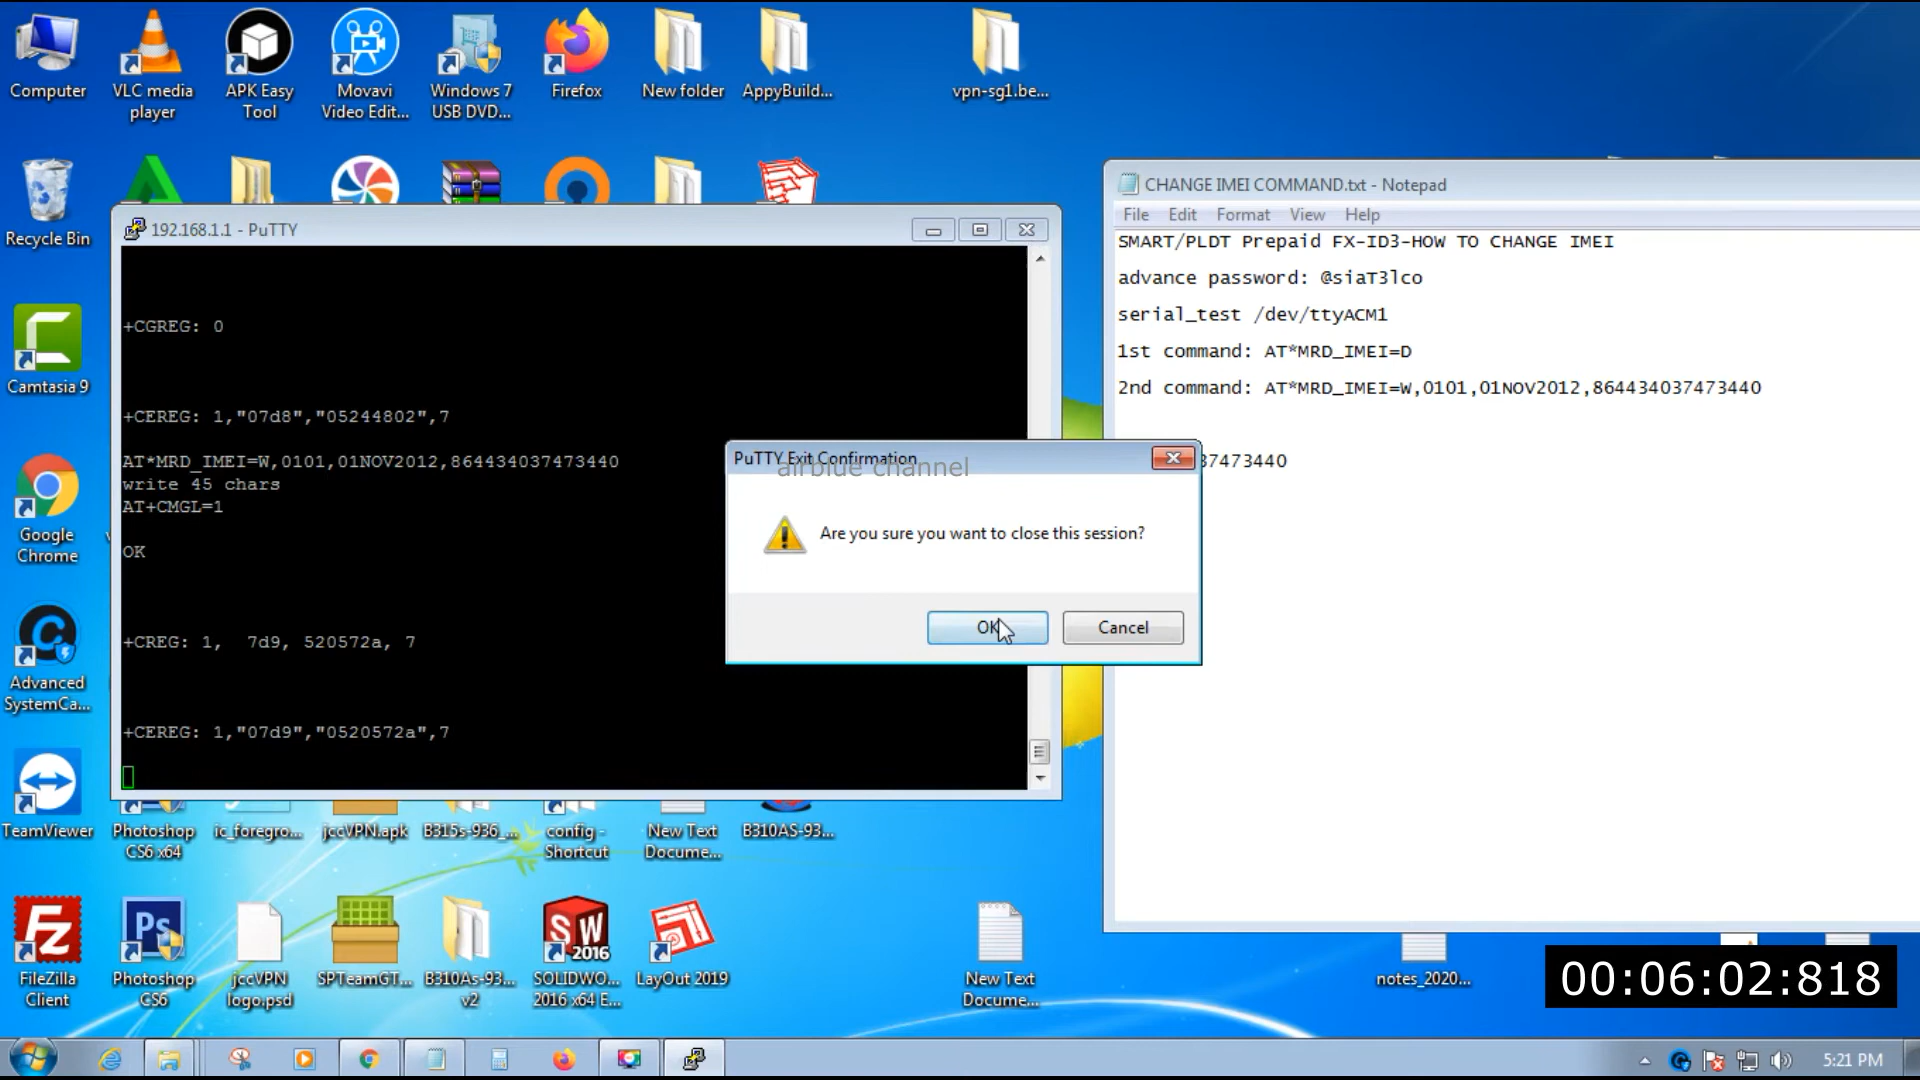 Computer
VLC media
player
APK Easy
Tool
Movavi
Video Edit...
Windows 7
USB DVD...
Firefox
New folder
AppyBuild...
vpn-sg1.be...
Recycle Bin
Camtasia 9
Google
Chrome
Advanced
SystemCa...
TeamViewer
192.168.1.1 - PuTTY
+CGREG: 0
+CEREG: 1,"07d8","05244802",7
AT*MRD_IMEI=W,0101,01NOV2012,864434037473440
write 45 chars
AT+CMGL=1
OK
+CREG: 1, 7d9, 520572a, 7
+CEREG: 1,"07d9","0520572a",7
CHANGE IMEI COMMAND.txt - Notepad
File Edit Format View Help
SMART/PLDT Prepaid FX-ID3-HOW TO CHANGE IMEI
advance password: @siaT3lco
serial_test /dev/ttyACM1
1st command: AT*MRD_IMEI=D
2nd command: AT*MRD_IMEI=W,0101,01NOV2012,864434037473440
37473440
PuTTY Exit Confirmation
airblue channel
Are you sure you want to close this session?
OK
Cancel
Photoshop
CS6 x64
ic_foregro...
jccVPN.apk
B315s-936_...
config -
Shortcut
New Text
Docume...
B310AS-93...
FileZilla
Client
Ps
Photoshop
CS6
jccVPN
logo.psd
SPTeamGT...
B310As-93...
v2
SW
2016
SOLIDWO...
2016 x64 E...
LayOut 2019
New Text
Docume...
notes_2020...
00:06:02:818
5:21 PM